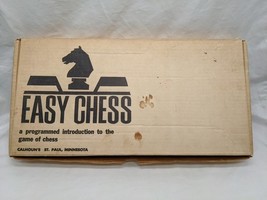 EASY CHESS
a programmed introduction to the
game of chess
CALHOUN'S ST. PAUL, MINNESOTA